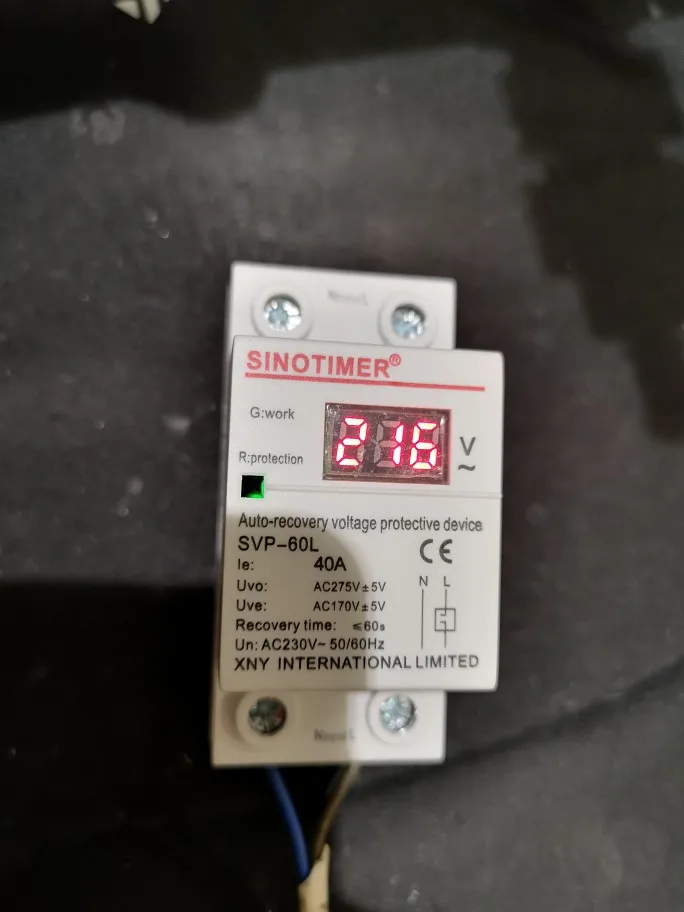 SINOTIMER®
G:work
216
V
~
R:protection
Auto-recovery voltage protective device
SVP-60L
CE
Ie: 40A
N L
Uvo: AC275V±5V
Uve: AC170V±5V
Recovery time: ≤60s
Un: AC230V~ 50/60Hz
XNY INTERNATIONAL LIMITED